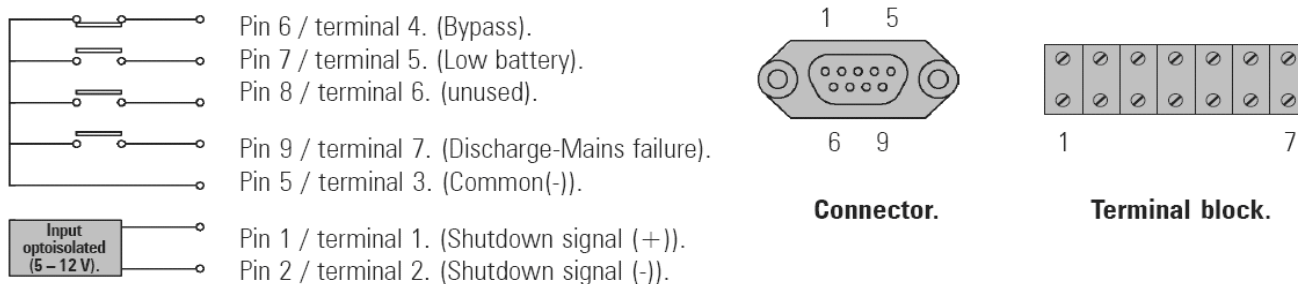 Pin 6 / terminal 4. (Bypass).
Pin 7 / terminal 5. (Low battery).
Pin 8 / terminal 6. (unused).
Pin 9 / terminal 7. (Discharge-Mains failure).
Pin 5 / terminal 3. (Common(-)).
Input
optoisolated
(5 – 12 V).
Pin 1 / terminal 1. (Shutdown signal (+)).
Pin 2 / terminal 2. (Shutdown signal (-)).
1 5
6 9
Connector.
1 7
Terminal block.